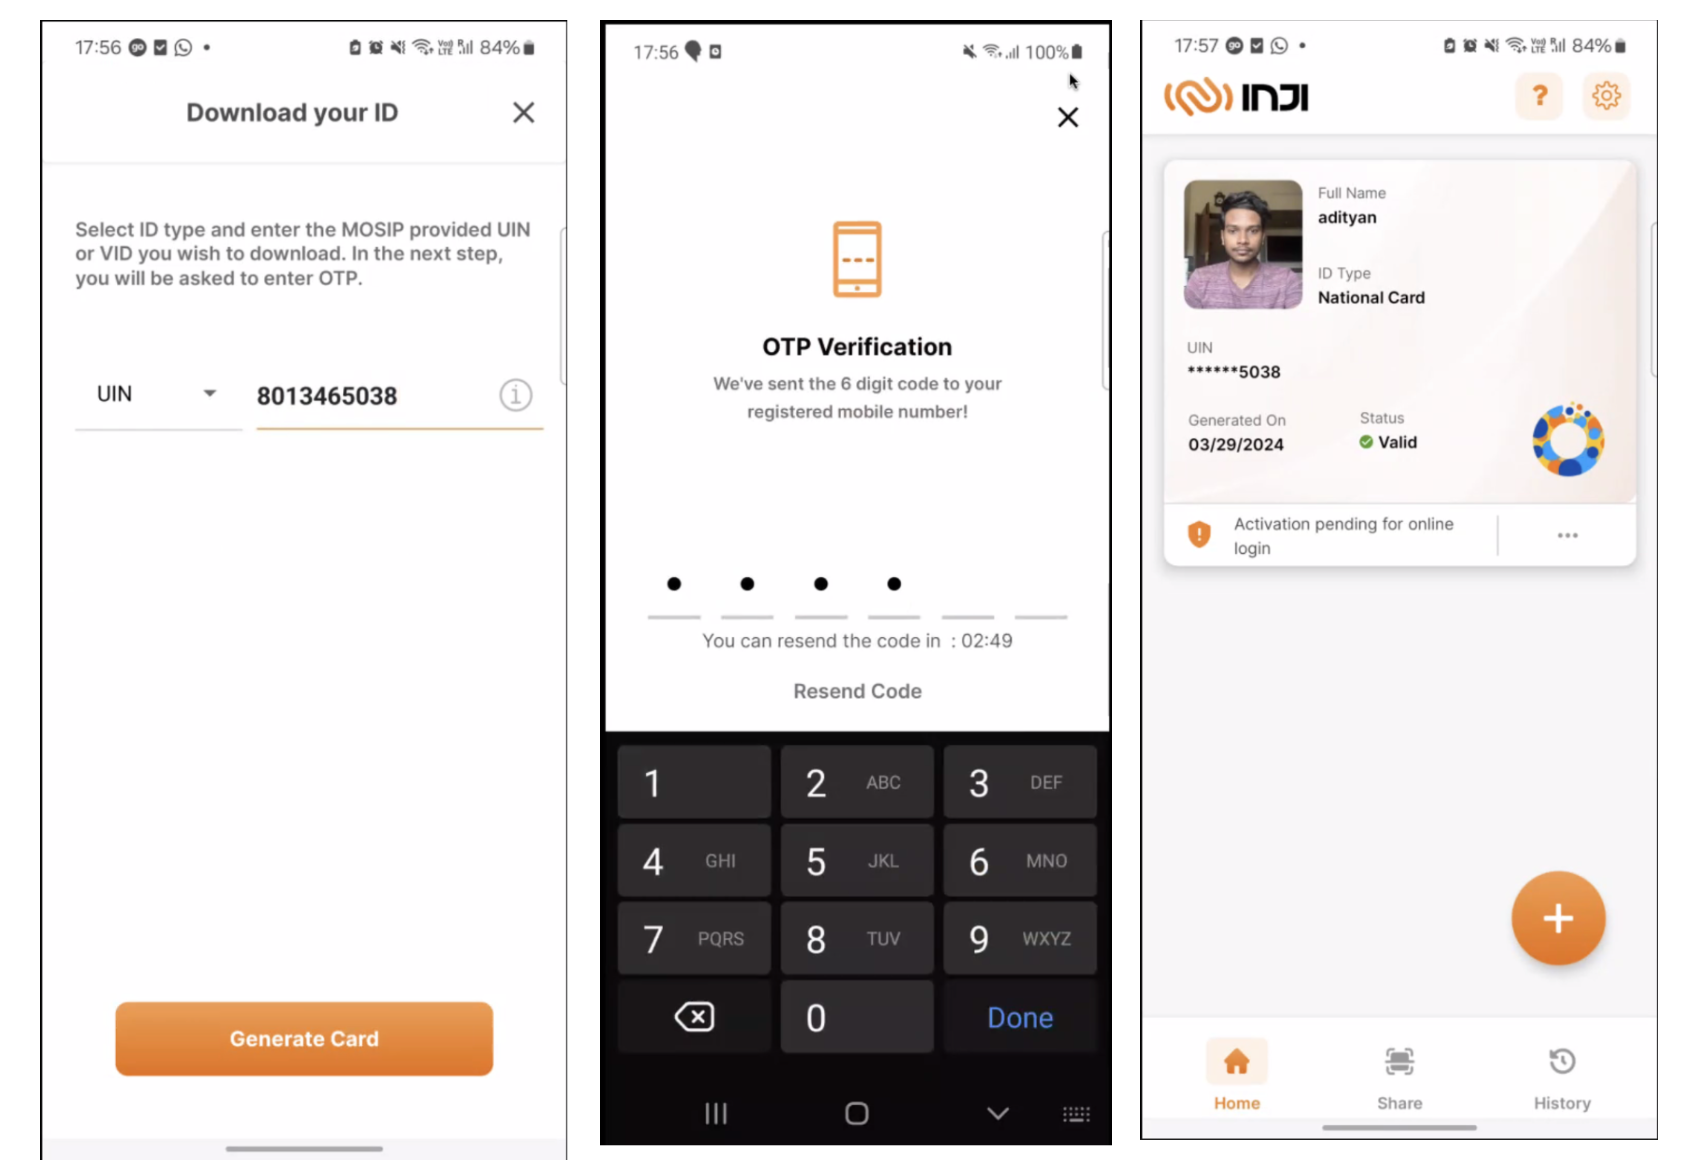 17:56
84%
Download your ID
Select ID type and enter the MOSIP provided UIN
or VID you wish to download. In the next step,
you will be asked to enter OTP.
UIN
8013465038
Generate Card
17:56
100%
OTP Verification
We've sent the 6 digit code to your
registered mobile number!
You can resend the code in : 02:49
Resend Code
1
2 ABC
3 DEF
4 GHI
5 JKL
6 MNO
7 PQRS
8 TUV
9 WXYZ
0
Done
17:57
84%
INJI
?
Full Name
adityan
ID Type
National Card
UIN
******5038
Generated On
03/29/2024
Status
Valid
Activation pending for online
login
Home
Share
History